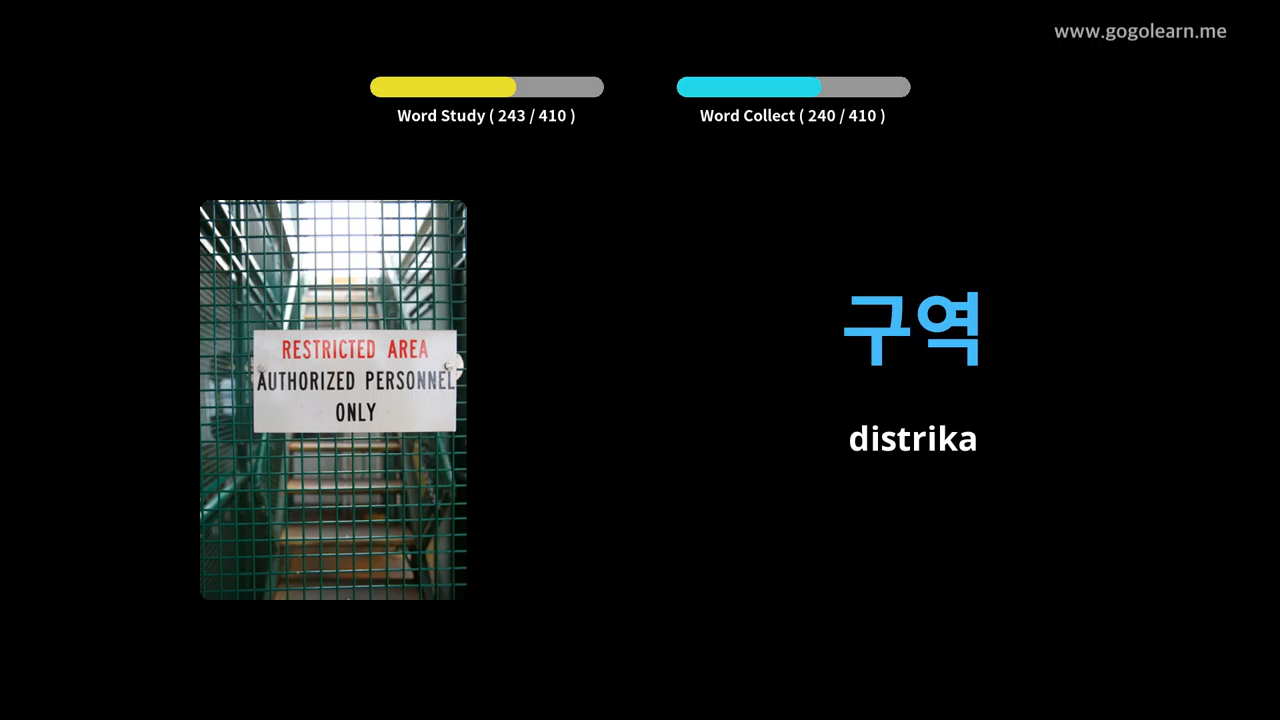 www.gogolearn.me
Word Study ( 243 / 410 )
Word Collect ( 240 / 410 )
RESTRICTED AREA
AUTHORIZED PERSONNEL
ONLY
구역
distrika